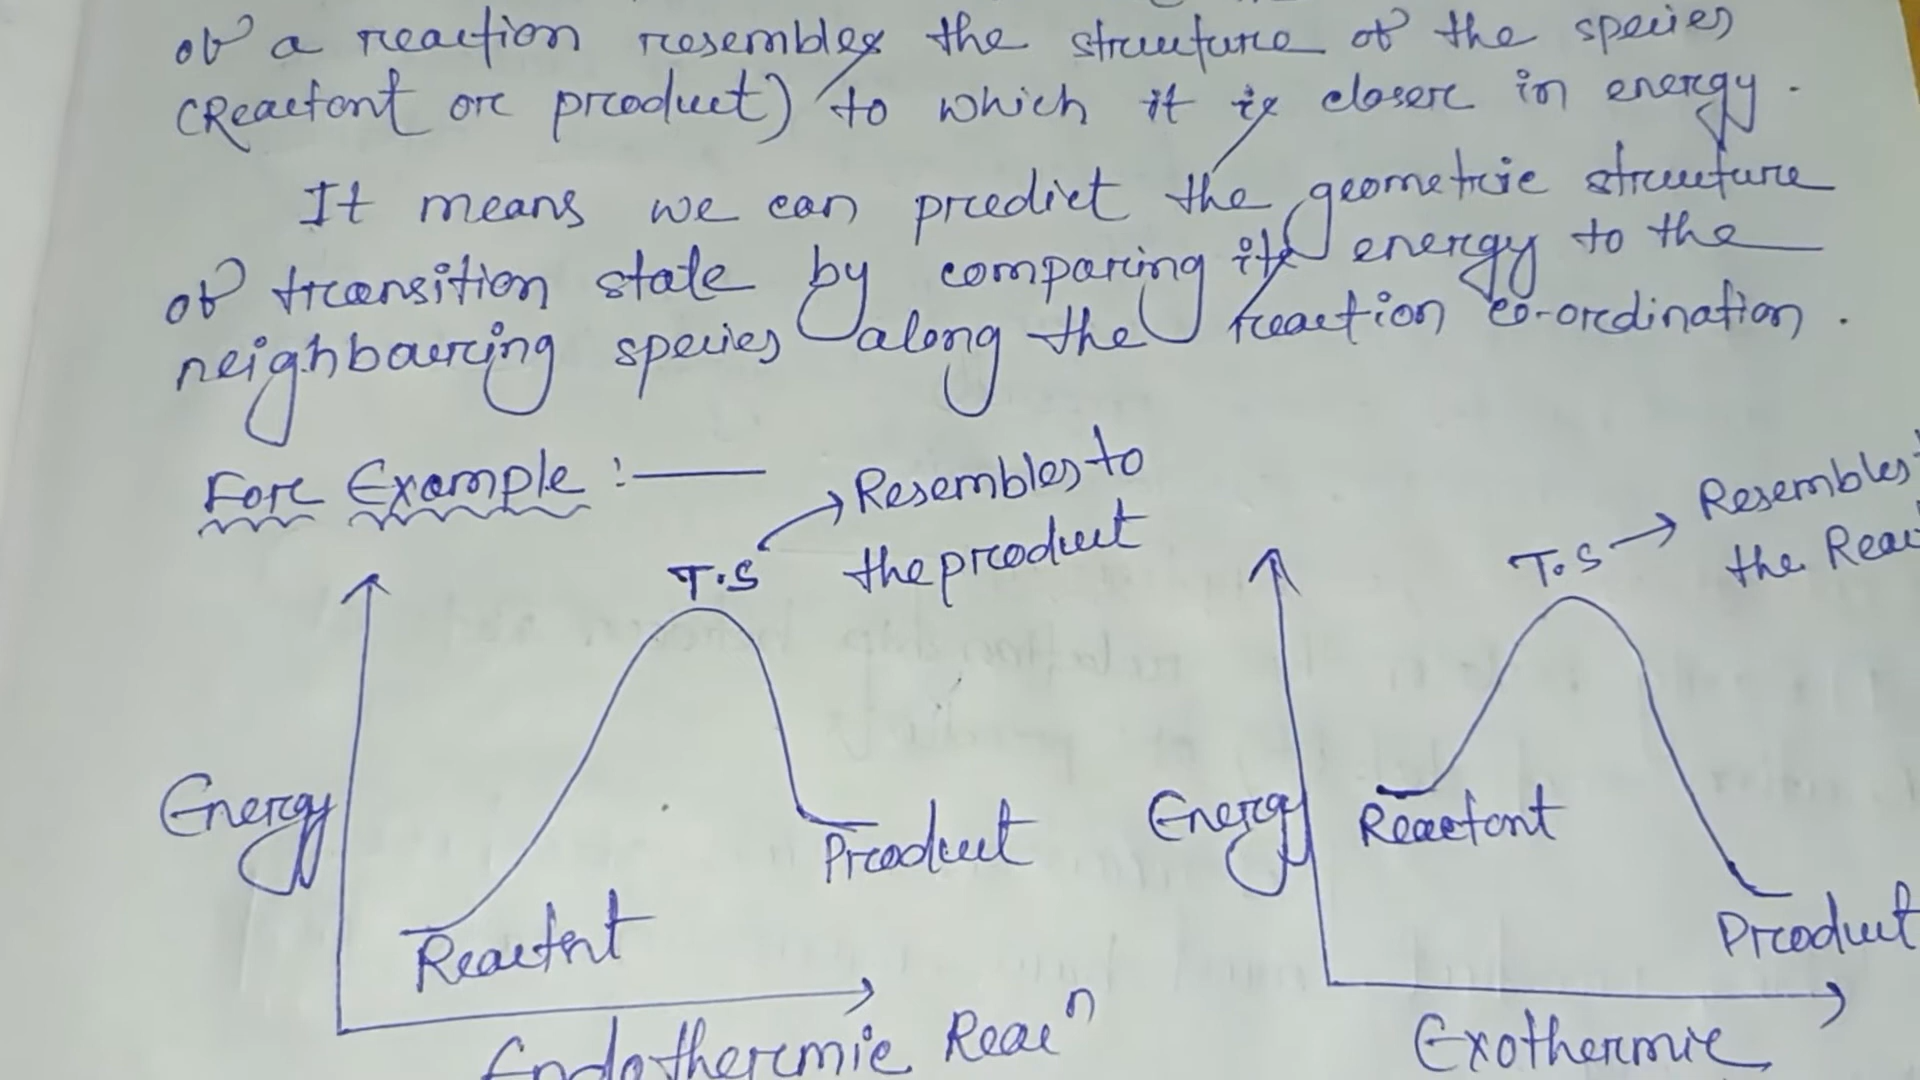 of a reaction resembles the structure of the species
(Reactant or product) to which it is closer in energy.
It means we can predict the geometric structure
of transition state by comparing its energy to the
neighbouring species along the reaction co-ordination.
For Example :—
Resembles to
the product
T.S
Energy
Reactant
Product
Endothermic Reacn
Resembles
the Reac
T.S
Energy
Reactant
Product
Exothermic